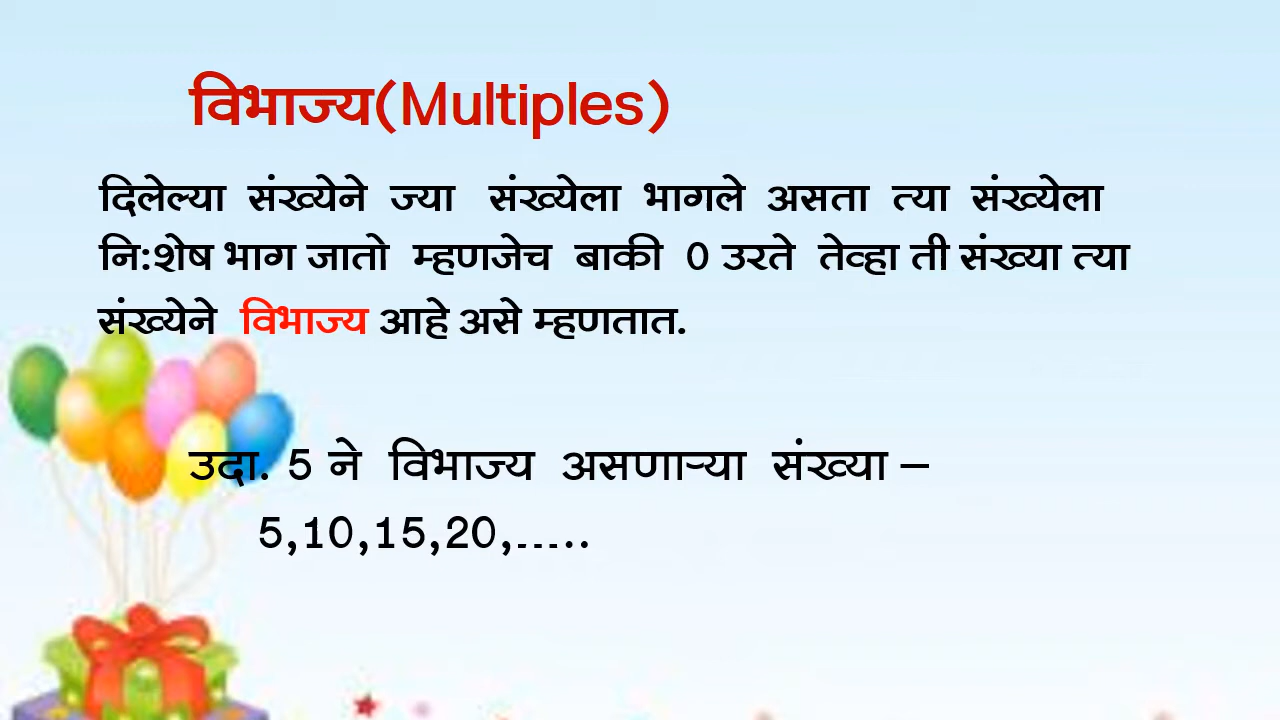 विभाज्य(Multiples)
दिलेल्या संख्येने ज्या संख्येला भागले असता त्या संख्येला
नि:शेष भाग जातो म्हणजेच बाकी 0 उरते तेव्हा ती संख्या त्या
संख्येने विभाज्य आहे असे म्हणतात.
उदा. 5 ने विभाज्य असणाऱ्या संख्या –
5,10,15,20,.....